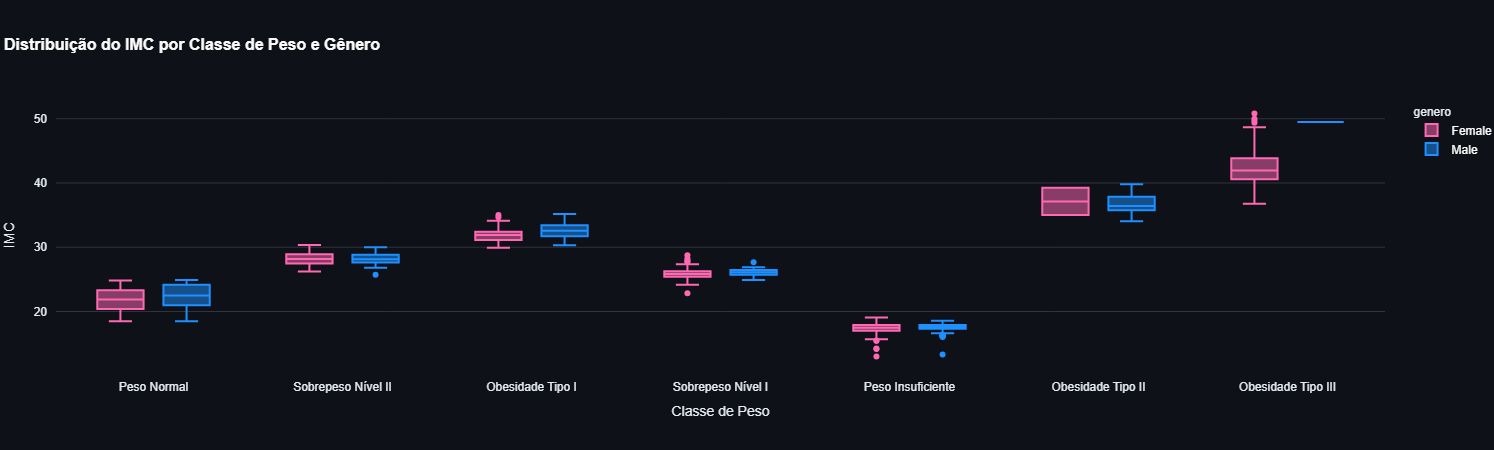 Distribuição do IMC por Classe de Peso e Gênero
genero
Female
Male
IMC
50
40
30
20
Peso Normal
Sobrepeso Nível II
Obesidade Tipo I
Sobrepeso Nível I
Peso Insuficiente
Obesidade Tipo II
Obesidade Tipo III
Classe de Peso